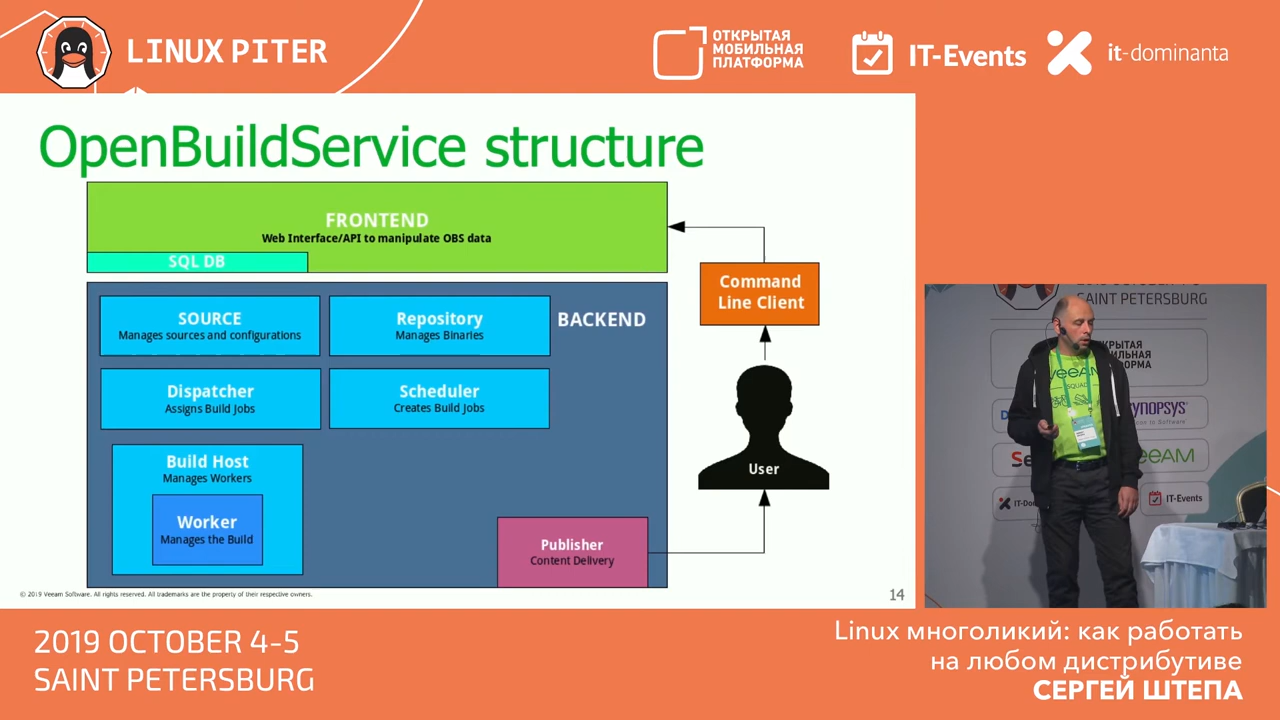 LINUX PITER
ОТКРЫТАЯ
МОБИЛЬНАЯ
ПЛАТФОРМА
IT-Events
it-dominanta
OpenBuildService structure
FRONTEND
Web Interface/API to manipulate OBS data
SQL DB
BACKEND
SOURCE
Manages sources and configurations
Repository
Manages Binaries
Dispatcher
Assigns Build Jobs
Scheduler
Creates Build Jobs
Build Host
Manages Workers
Worker
Manages the Build
Publisher
Content Delivery
Command
Line Client
User
© 2019 Veeam Software. All rights reserved. All trademarks are the property of their respective owners.
14
SAINT PETERSBURG
IT-Events
2019 OCTOBER 4-5
SAINT PETERSBURG
Linux многоликий: как работать
на любом дистрибутиве
СЕРГЕЙ ШТЕПА